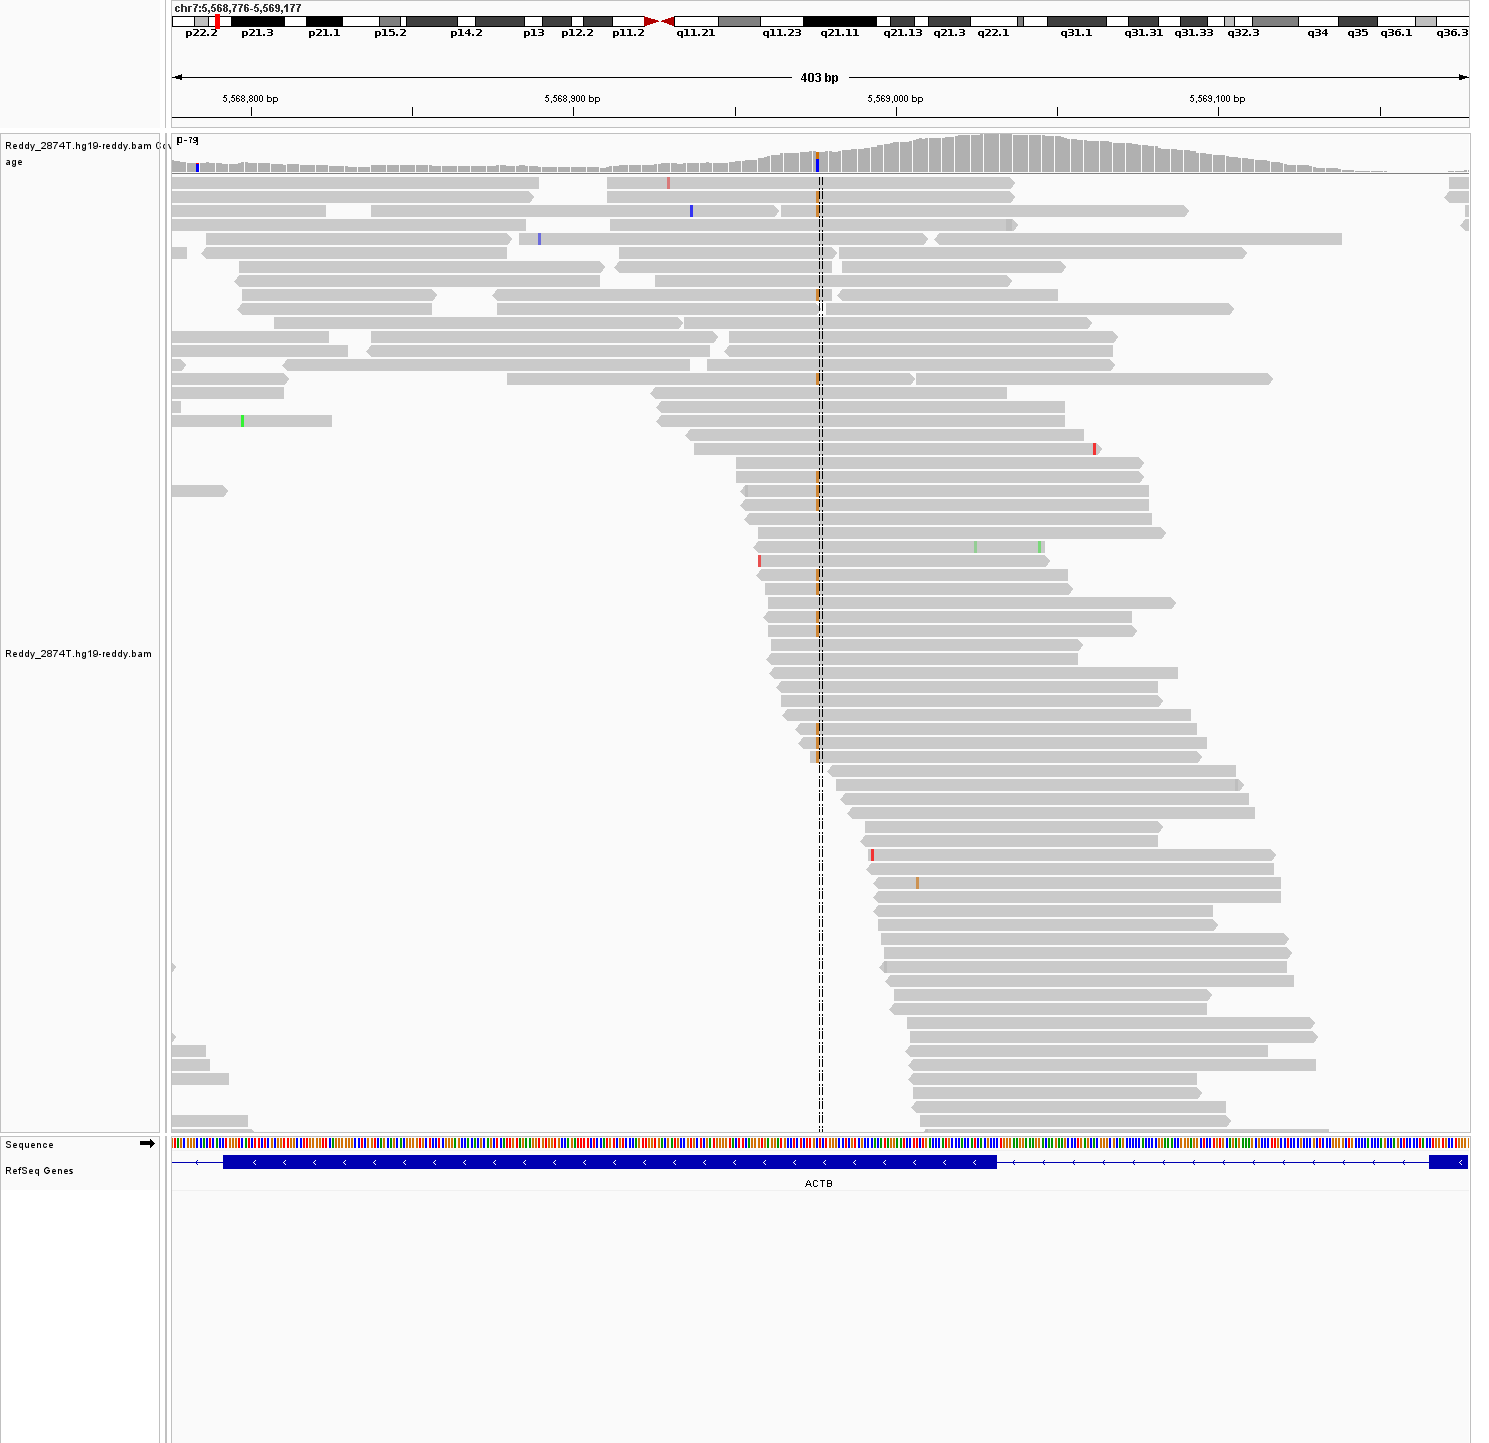 chr7:5,568,776-5,569,177
p22.2 p21.3 p21.1 p15.2 p14.2 p13 p12.2 p11.2 q11.21 q11.23 q21.11 q21.13 q21.3 q22.1 q31.1 q31.31 q31.33 q32.3 q34 q35 q36.1 q36.3
403 bp
5,568,800 bp 5,568,900 bp 5,569,000 bp 5,569,100 bp
[0-79]
Reddy_2874T.hg19-reddy.bam Cov
age
Reddy_2874T.hg19-reddy.bam
Sequence
RefSeq Genes
ACTB